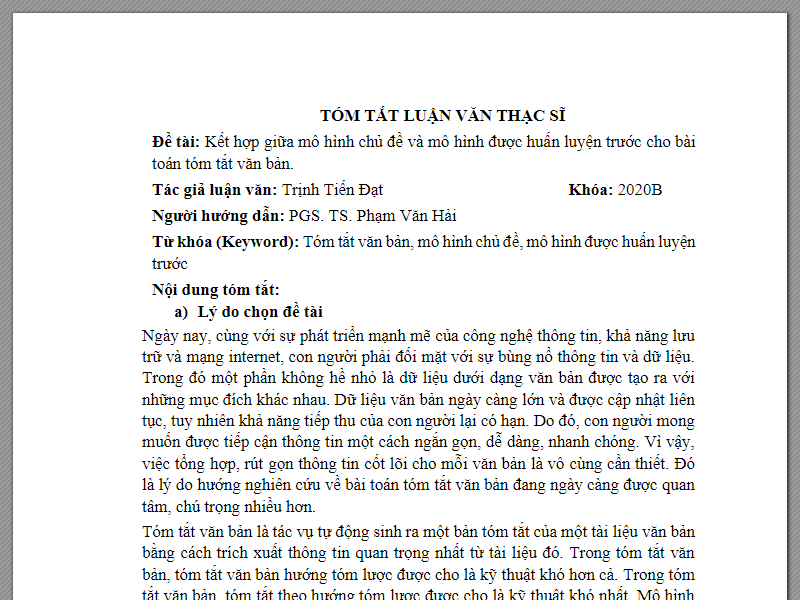 TÓM TẮT LUẬN VĂN THẠC SĨ
Đề tài: Kết hợp giữa mô hình chủ đề và mô hình được huấn luyện trước cho bài
toán tóm tắt văn bản.
Tác giả luận văn: Trịnh Tiến Đạt Khóa: 2020B
Người hướng dẫn: PGS. TS. Phạm Văn Hải
Từ khóa (Keyword): Tóm tắt văn bản, mô hình chủ đề, mô hình được huấn luyện
trước
Nội dung tóm tắt:
a) Lý do chọn đề tài
Ngày nay, cùng với sự phát triển mạnh mẽ của công nghệ thông tin, khả năng lưu
trữ và mạng internet, con người phải đối mặt với sự bùng nổ thông tin và dữ liệu.
Trong đó một phần không hề nhỏ là dữ liệu dưới dạng văn bản được tạo ra với
những mục đích khác nhau. Dữ liệu văn bản ngày càng lớn và được cập nhật liên
tục, tuy nhiên khả năng tiếp thu của con người lại có hạn. Do đó, con người mong
muốn được tiếp cận thông tin một cách ngắn gọn, dễ dàng, nhanh chóng. Vì vậy,
việc tổng hợp, rút gọn thông tin cốt lõi cho mỗi văn bản là vô cùng cần thiết. Đó
là lý do hướng nghiên cứu về bài toán tóm tắt văn bản đang ngày càng được quan
tâm, chú trọng nhiều hơn.
Tóm tắt văn bản là tác vụ tự động sinh ra một bản tóm tắt của một tài liệu văn bản
bằng cách trích xuất thông tin quan trọng nhất từ tài liệu đó. Trong tóm tắt văn
bản, tóm tắt văn bản hướng tóm lược được cho là kỹ thuật khó hơn cả. Trong tóm
tắt văn bản, tóm tắt theo hướng tóm lược được cho là kỹ thuật khó nhất. Mô hình